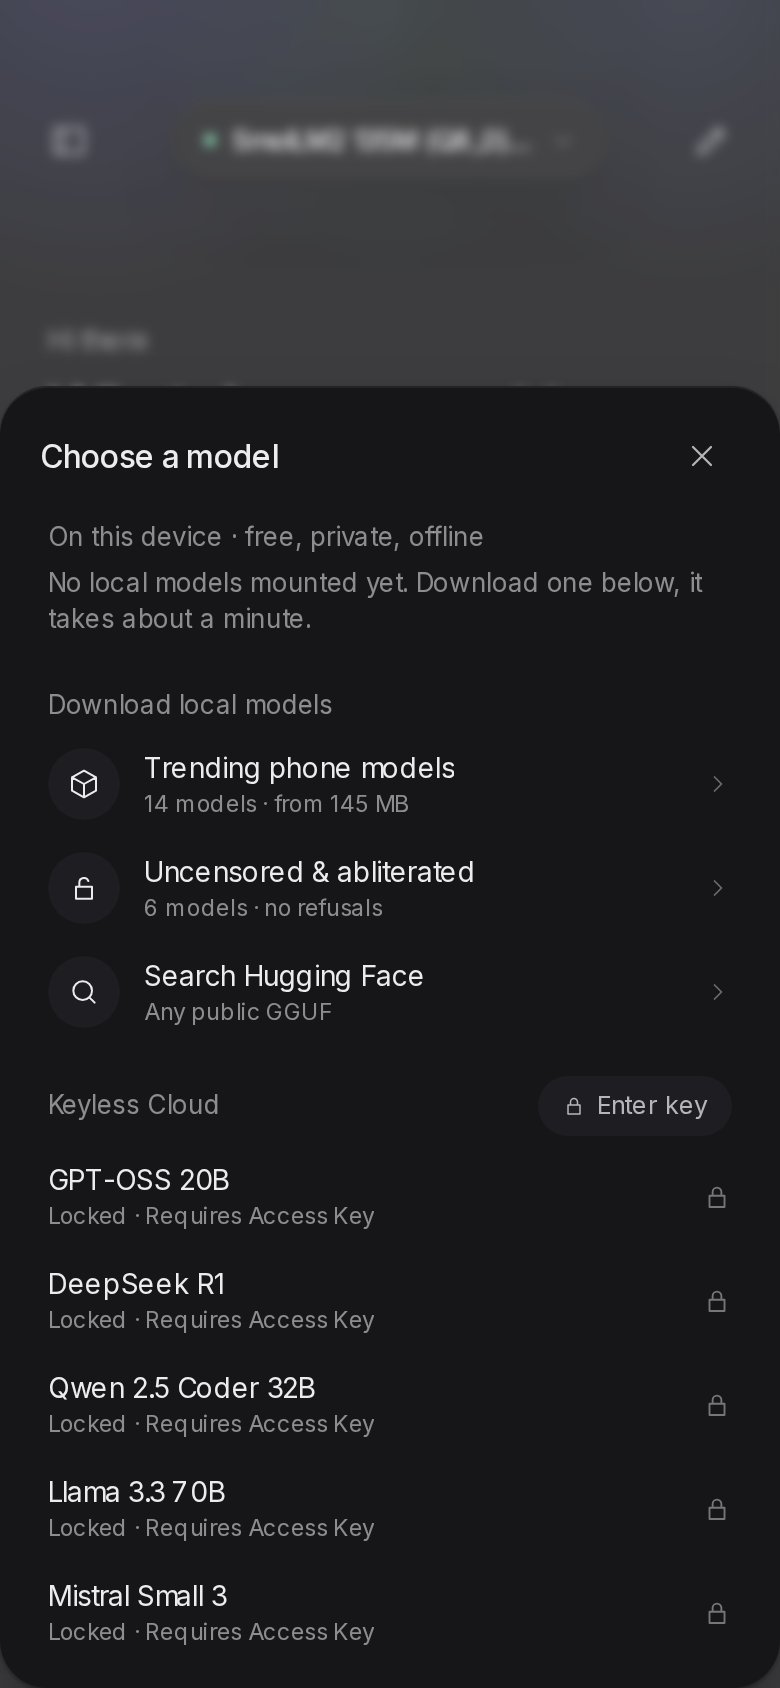 Hi there
Choose a model
On this device · free, private, offline
No local models mounted yet. Download one below, it
takes about a minute.
Download local models
Trending phone models
14 models · from 145 MB
Uncensored & abliterated
6 models · no refusals
Search Hugging Face
Any public GGUF
Keyless Cloud
Enter key
GPT-OSS 20B
Locked · Requires Access Key
DeepSeek R1
Locked · Requires Access Key
Qwen 2.5 Coder 32B
Locked · Requires Access Key
Llama 3.3 70B
Locked · Requires Access Key
Mistral Small 3
Locked · Requires Access Key